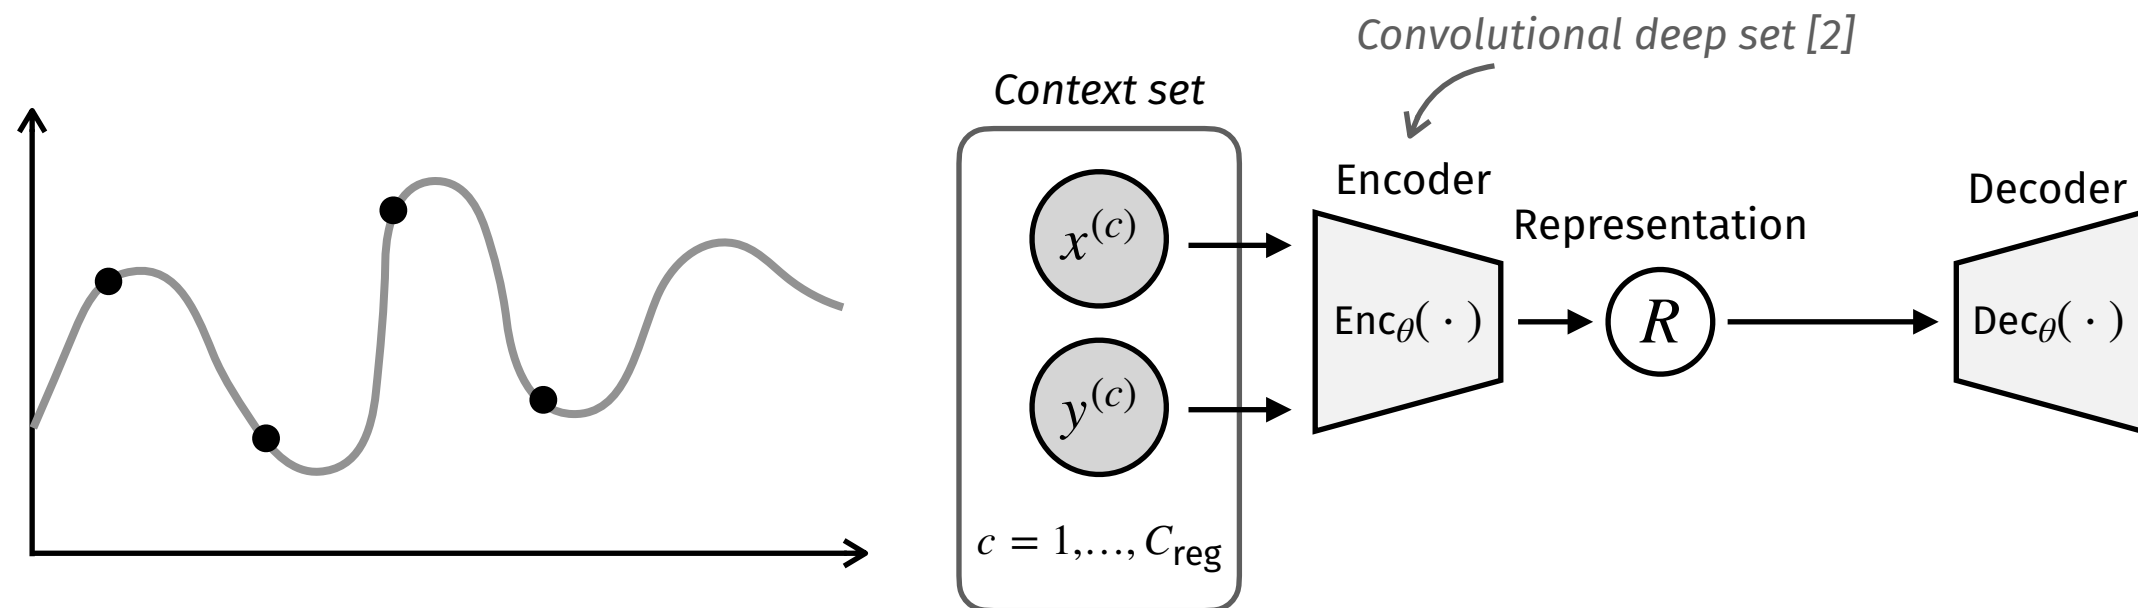 Convolutional deep set [2]
Context set
Encoder
Decoder
Representation
x^(c)
Enc_θ( · )
R
Dec_θ( · )
y^(c)
c = 1,…, C_reg